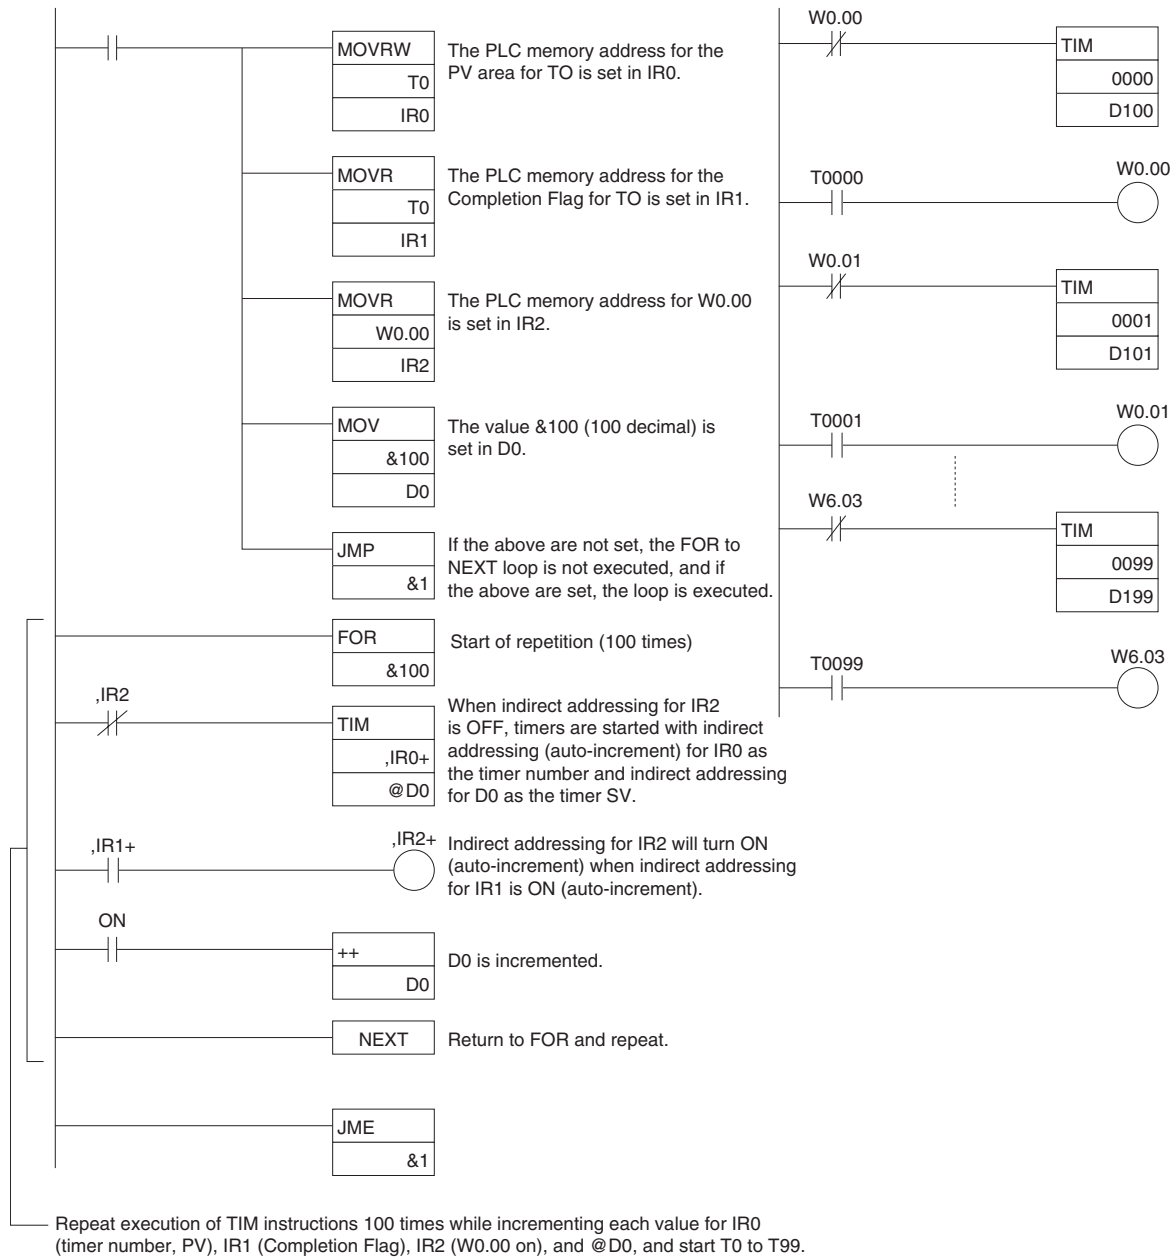 MOVRW
T0
IR0
The PLC memory address for the
PV area for TO is set in IR0.
MOVR
T0
IR1
The PLC memory address for the
Completion Flag for TO is set in IR1.
MOVR
W0.00
IR2
The PLC memory address for W0.00
is set in IR2.
MOV
&100
D0
The value &100 (100 decimal) is
set in D0.
JMP
&1
If the above are not set, the FOR to
NEXT loop is not executed, and if
the above are set, the loop is executed.
FOR
&100
Start of repetition (100 times)
,IR2
TIM
,IR0+
@D0
When indirect addressing for IR2
is OFF, timers are started with indirect
addressing (auto-increment) for IR0 as
the timer number and indirect addressing
for D0 as the timer SV.
,IR1+
,IR2+
Indirect addressing for IR2 will turn ON
(auto-increment) when indirect addressing
for IR1 is ON (auto-increment).
ON
++
D0
D0 is incremented.
NEXT
Return to FOR and repeat.
JME
&1
Repeat execution of TIM instructions 100 times while incrementing each value for IR0
(timer number, PV), IR1 (Completion Flag), IR2 (W0.00 on), and @D0, and start T0 to T99.
W0.00
TIM
0000
D100
T0000
W0.00
W0.01
TIM
0001
D101
T0001
W0.01
W6.03
TIM
0099
D199
T0099
W6.03